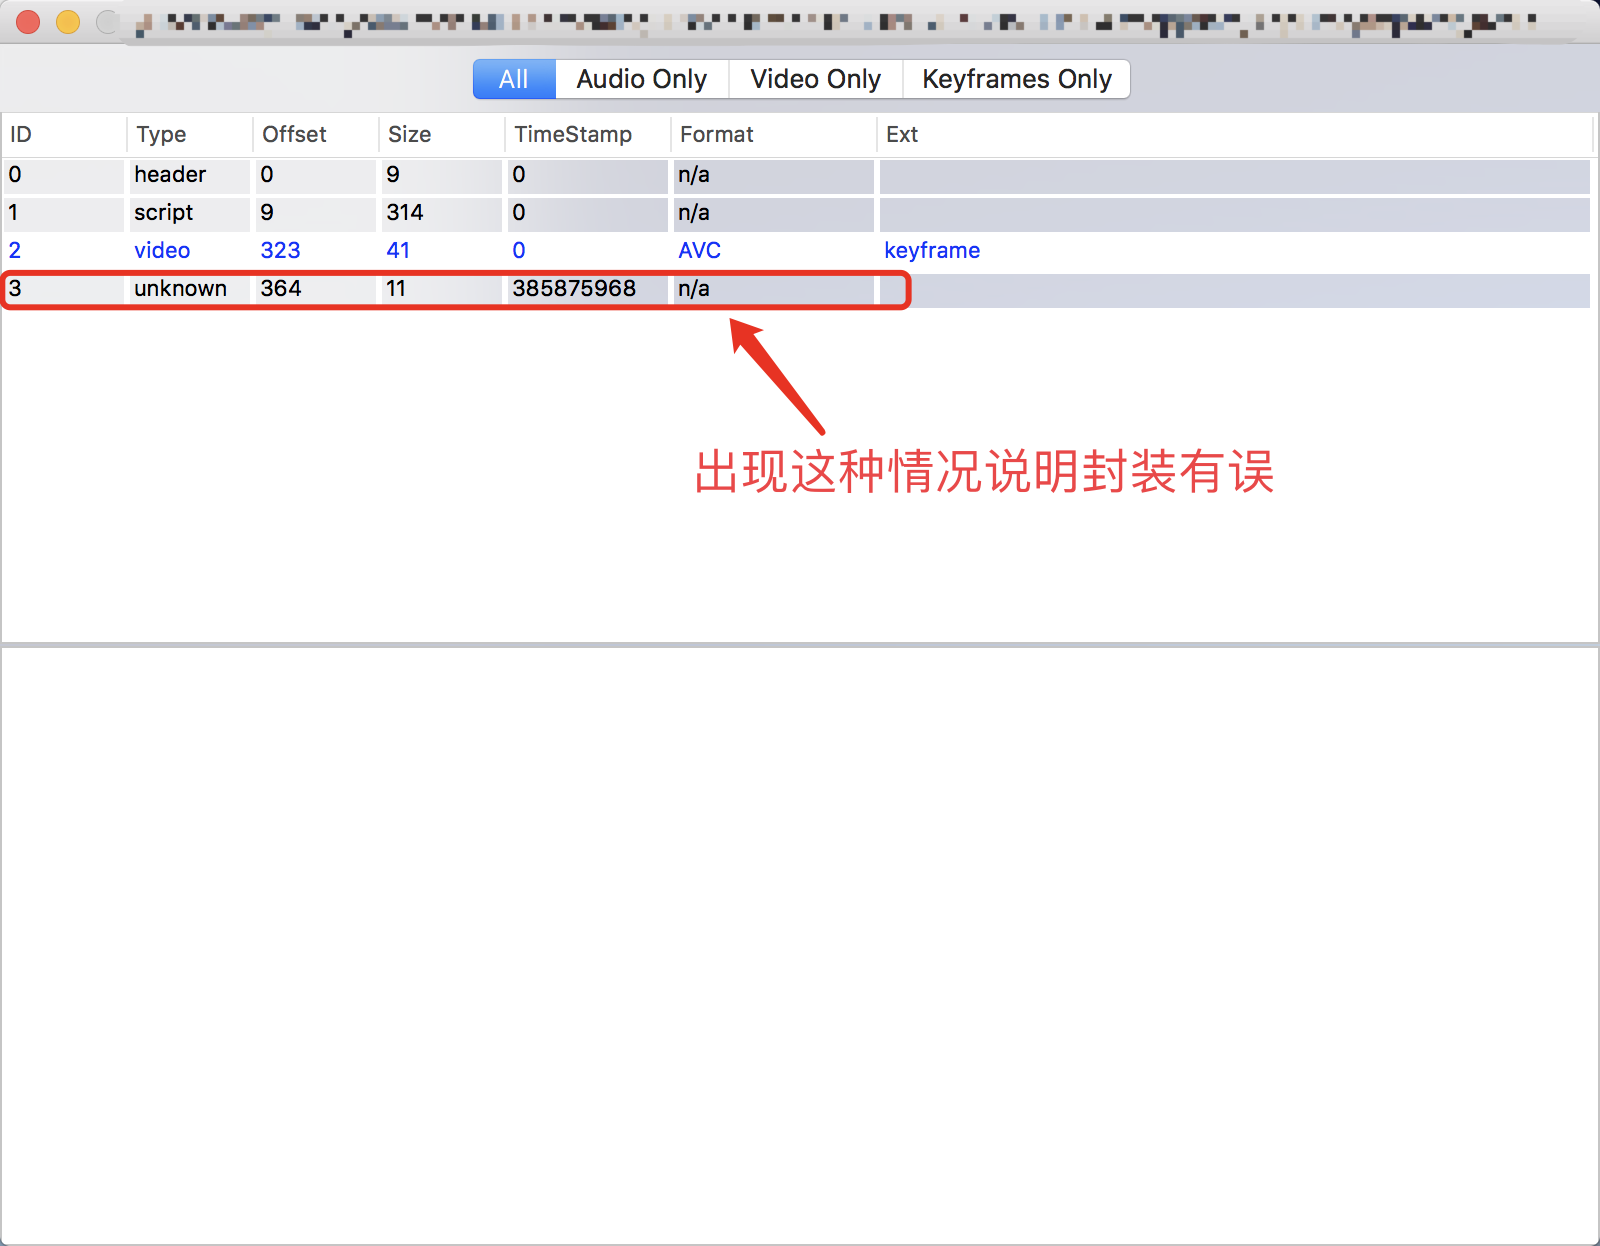 All Audio Only Video Only Keyframes Only
ID Type Offset Size TimeStamp Format Ext
0 header 0 9 0 n/a
1 script 9 314 0 n/a
2 video 323 41 0 AVC keyframe
3 unknown 364 11 385875968 n/a
出现这种情况说明封装有误